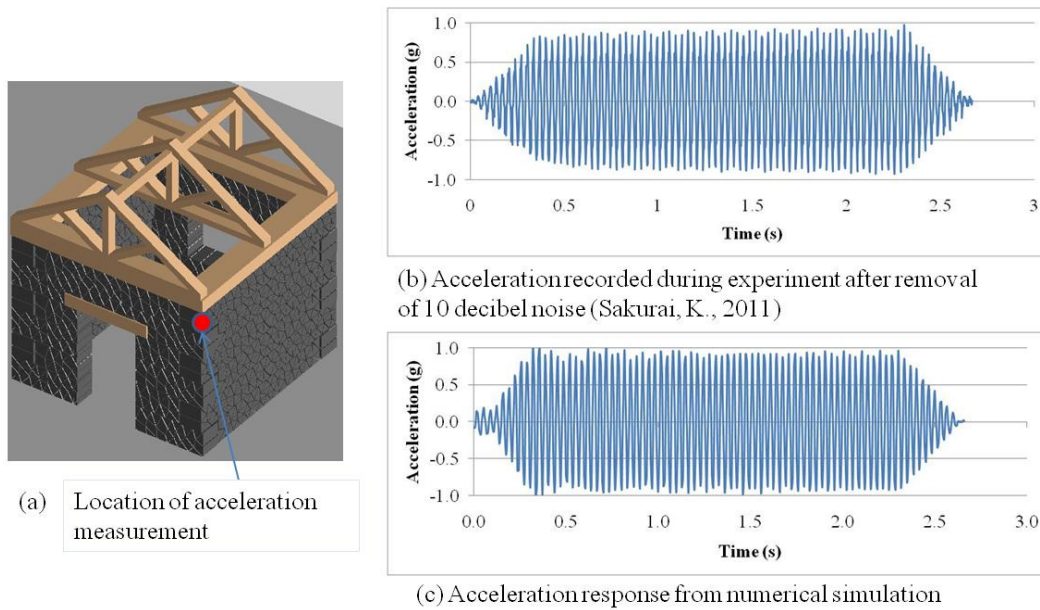 (a)
Location of acceleration
measurement
Acceleration (g)
1.0
0.5
0.0
-0.5
-1.0
0 0.5 1 1.5 2 2.5 3
Time (s)
(b) Acceleration recorded during experiment after removal
of 10 decibel noise (Sakurai, K., 2011)
Acceleration (g)
1.0
0.5
0.0
-0.5
-1.0
0.0 0.5 1.0 1.5 2.0 2.5 3.0
Time (s)
(c) Acceleration response from numerical simulation